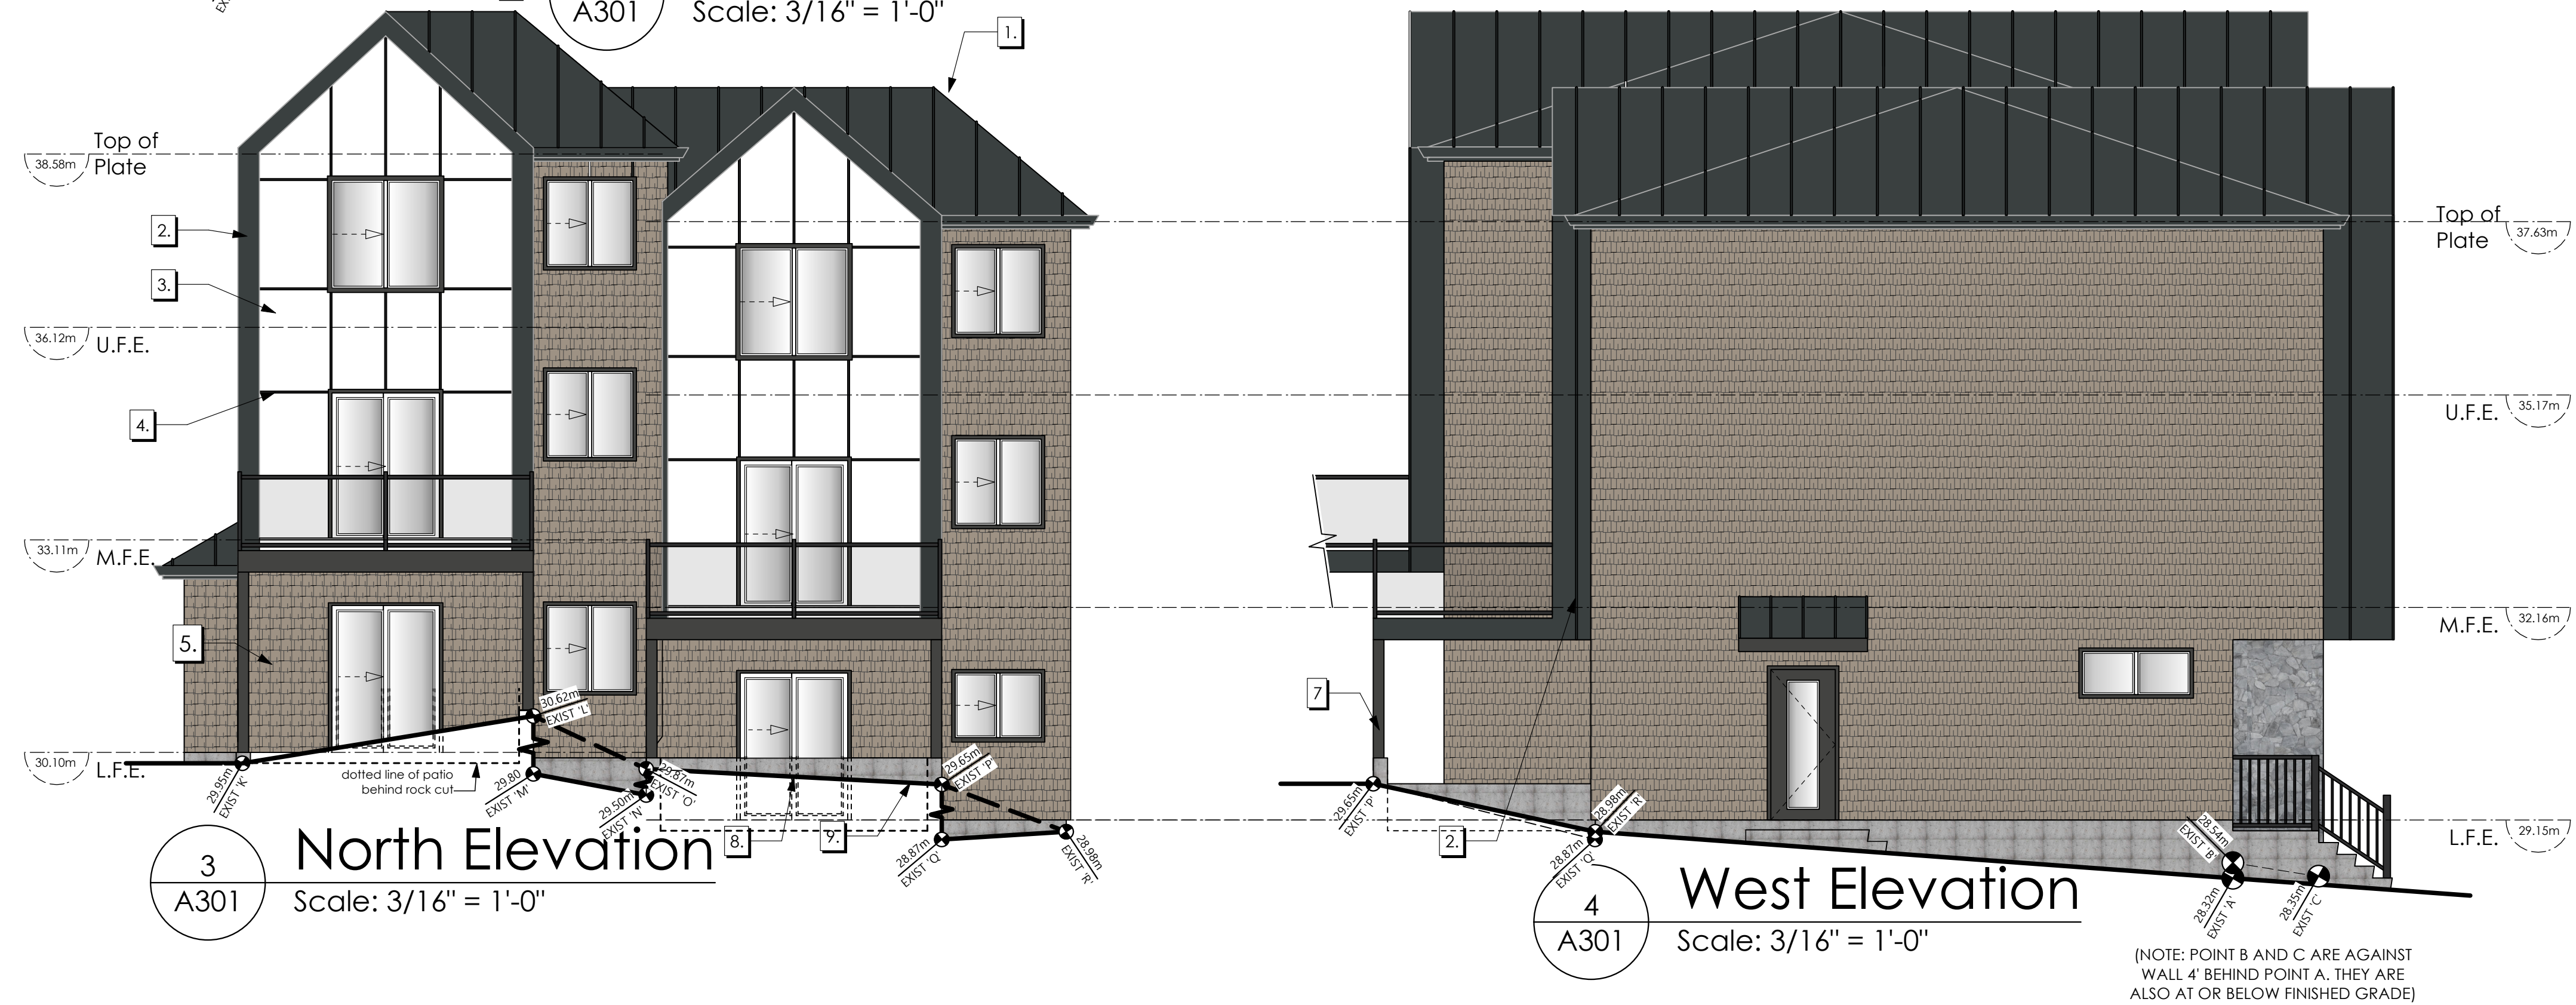 EXIS
A301
Scale: 3/16" = 1'-0"
1.
Top of
Plate
38.58m
2.
3.
36.12m
U.F.E.
4.
33.11m
M.F.E.
5.
30.10m
L.F.E.
29.95m
EXIST 'K'
dotted line of patio
behind rock cut
30.62m
EXIST 'L'
29.80
EXIST 'M'
29.50m
EXIST 'N'
29.87m
EXIST 'O'
29.65m
EXIST 'P'
28.87m
EXIST 'Q'
28.98m
EXIST 'R'
8.
9.
3
A301
North Elevation
Scale: 3/16" = 1'-0"
Top of
Plate
37.63m
U.F.E.
35.17m
M.F.E.
32.16m
L.F.E.
29.15m
7
2.
29.65m
EXIST 'P'
28.98m
EXIST 'R'
28.87m
EXIST 'Q'
28.54m
EXIST 'B'
28.32m
EXIST 'A'
28.35m
EXIST 'C'
4
A301
West Elevation
Scale: 3/16" = 1'-0"
(NOTE: POINT B AND C ARE AGAINST
WALL 4' BEHIND POINT A. THEY ARE
ALSO AT OR BELOW FINISHED GRADE)